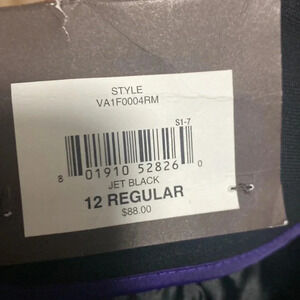 STYLE
VA1F0004RM
S1-7
8 01910 52826 0
JET BLACK
12 REGULAR
$88.00